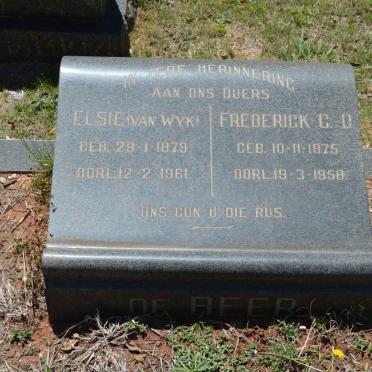 IN TERE HERINNERING
AAN ONS OUERS
ELSIE (VAN WYK)
GEB. 29-1-1879
OORL. 12-2-1961.
FREDERICK C. D.
GEB. 10-11-1875
OORL. 19-3-1958.
ONS GUN U DIE RUS.
DE BEER